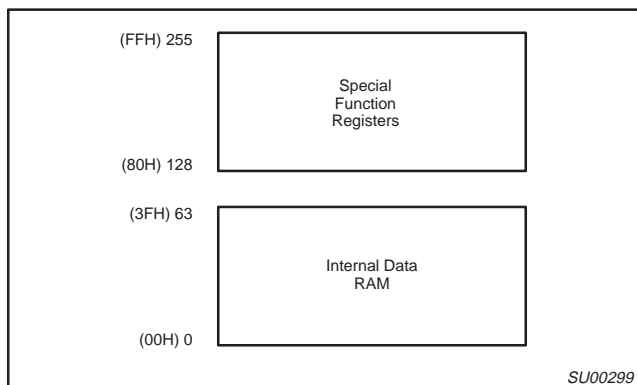 (FFH) 255
Special
Function
Registers
(80H) 128
(3FH) 63
Internal Data
RAM
(00H) 0
SU00299